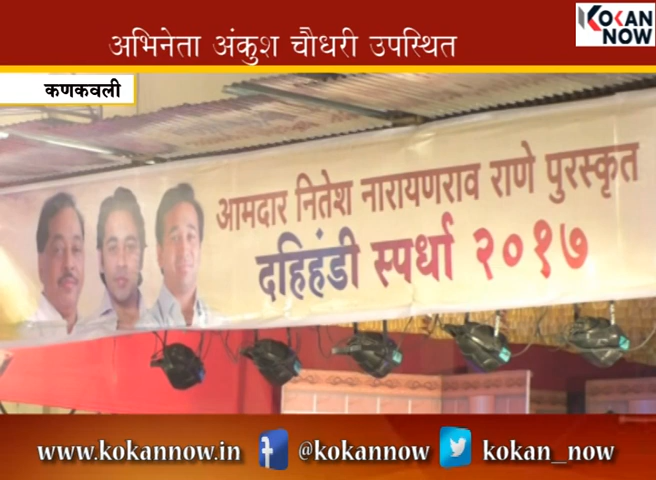 अभिनेता अंकुश चौधरी उपस्थित
KOKAN
NOW
कणकवली
आमदार नितेश नारायणराव राणे पुरस्कृत
दहिहंडी स्पर्धा २०१७
www.kokannow.in @kokannow kokan_now